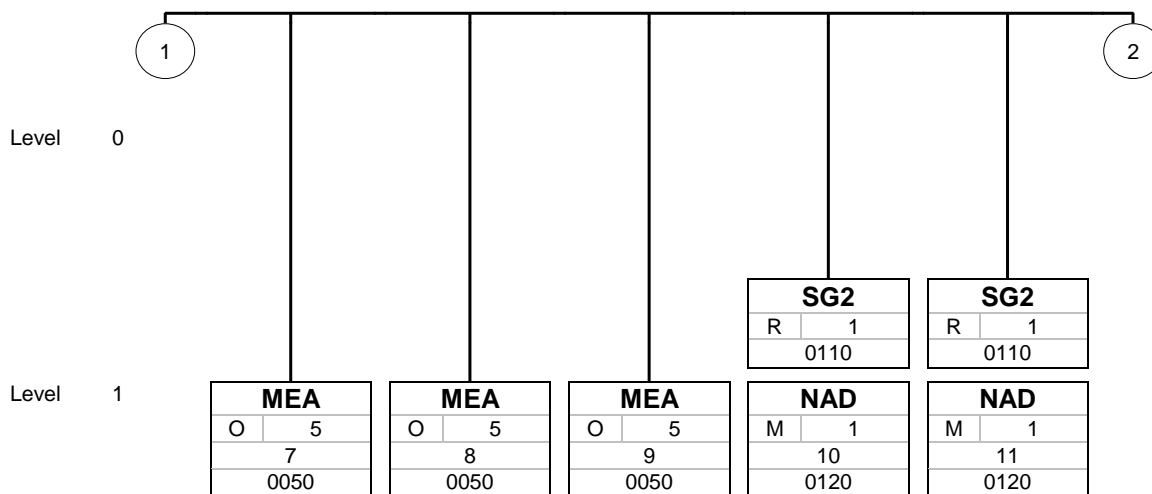 1 2
Level 0
SG2 SG2
R 1 R 1
0110 0110
Level 1 MEA MEA MEA NAD NAD
O 5 O 5 O 5 M 1 M 1
7 8 9 10 11
0050 0050 0050 0120 0120